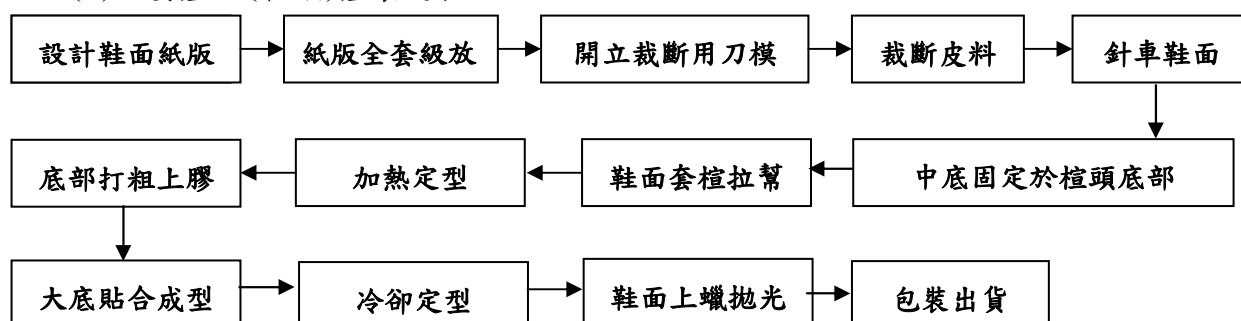 設計鞋面紙版 紙版全套級放 開立裁斷用刀模 裁斷皮料 針車鞋面
底部打粗上膠 加熱定型 鞋面套楦拉幫 中底固定於楦頭底部
大底貼合成型 冷卻定型 鞋面上蠟拋光 包裝出貨